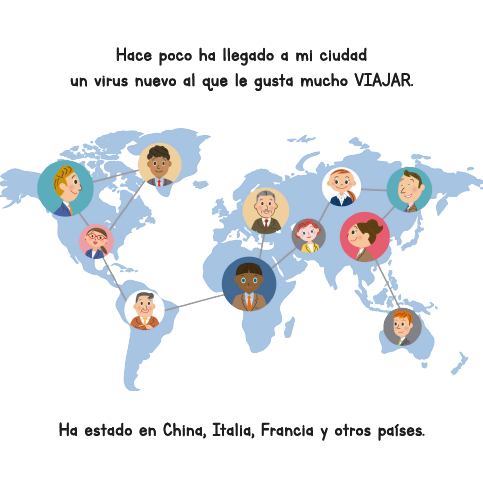 Hace poco ha llegado a mi ciudad
un virus nuevo al que le gusta mucho VIAJAR.
Ha estado en China, Italia, Francia y otros países.